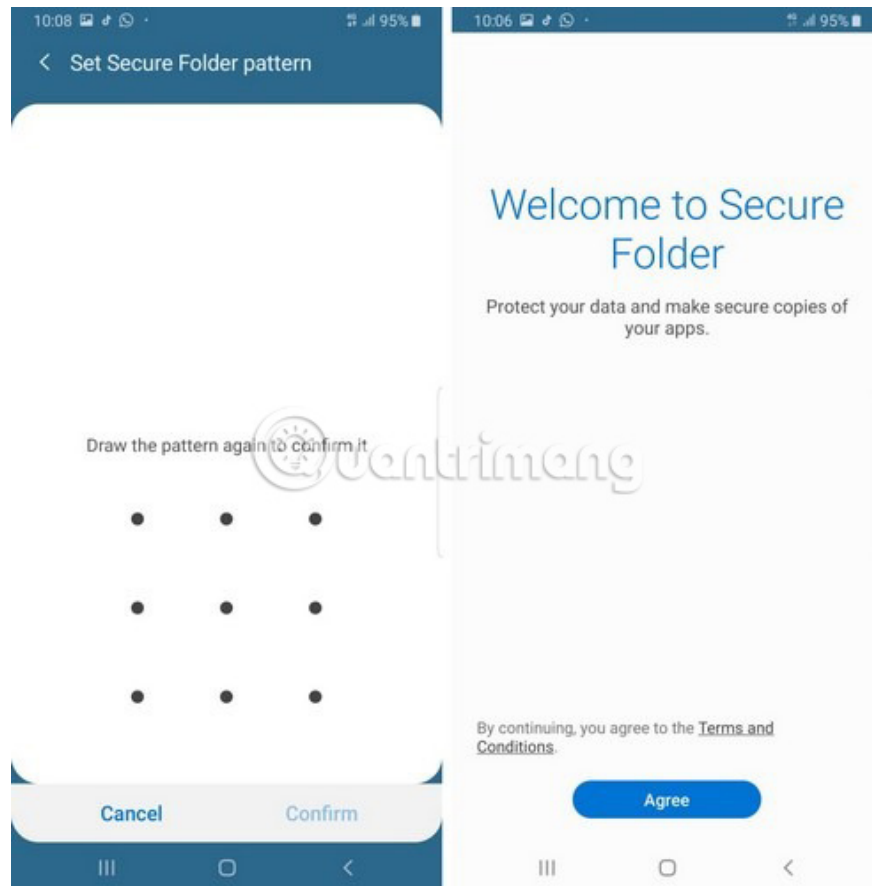 10:08
95%
Set Secure Folder pattern
Draw the pattern again to confirm it
Cancel
Confirm
10:06
95%
Welcome to Secure
Folder
Protect your data and make secure copies of
your apps.
By continuing, you agree to the Terms and
Conditions.
Agree
Quantrimang